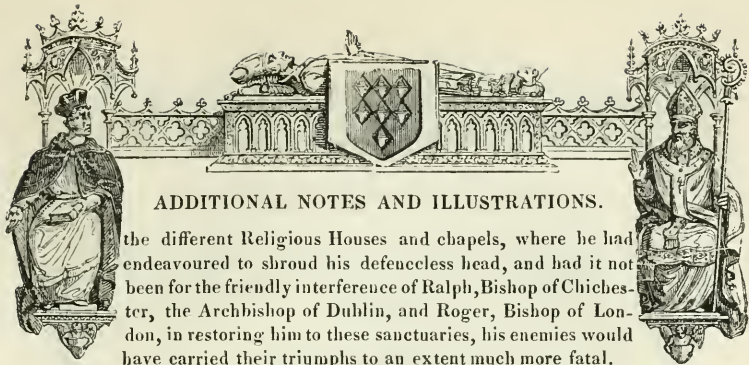 ADDITIONAL NOTES AND ILLUSTRATIONS.
the different Religious Houses and chapels, where he had
endeavoured to shroud his defenceless head, and had it not
been for the friendly interference of Ralph, Bishop of Chiches-
ter, the Archbishop of Dublin, and Roger, Bishop of Lon-
don, in restoring him to these sanctuaries, his enemies would
have carried their triumphs to an extent much more fatal.